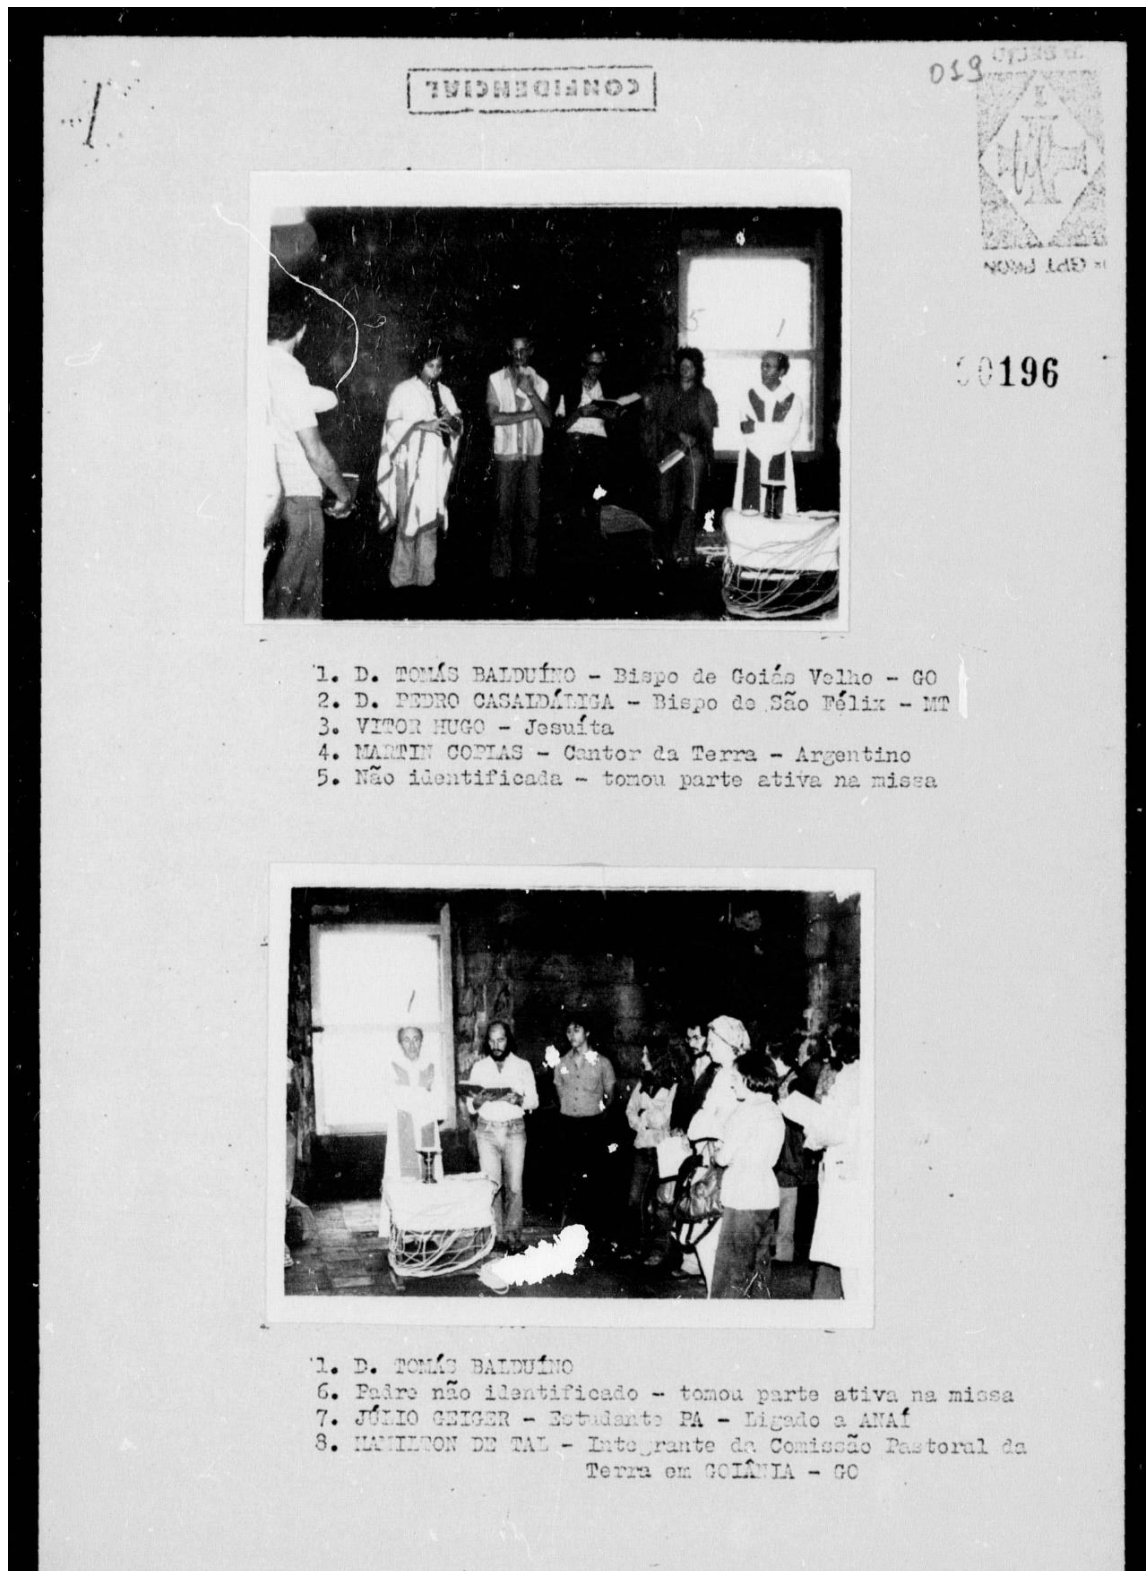 019
CONFIDENCIAL
00196
5
1
1. D. TOMÁS BALDUÍNO - Bispo de Goiás Velho - GO
2. D. PEDRO CASALDÁLIGA - Bispo de São Félix - MT
3. VITOR HUGO - Jesuíta
4. MARTIN COPLAS - Cantor da Terra - Argentino
5. Não identificada - tomou parte ativa na missa
1
1. D. TOMÁS BALDUÍNO
6. Padre não identificado - tomou parte ativa na missa
7. JÚLIO GEIGER - Estudante PA - Ligado a ANAÍ
8. HAMILTON DE TAL - Integrante da Comissão Pastoral da
Terra em GOIÂNIA - GO